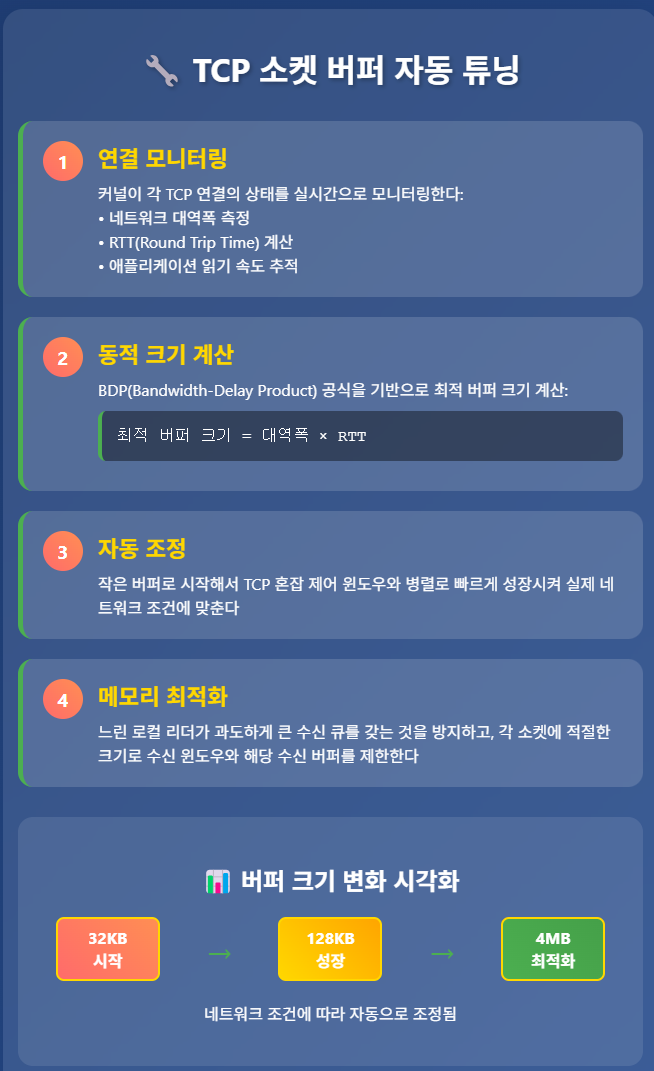 TCP 소켓 버퍼 자동 튜닝
1
연결 모니터링
커널이 각 TCP 연결의 상태를 실시간으로 모니터링한다:
• 네트워크 대역폭 측정
• RTT(Round Trip Time) 계산
• 애플리케이션 읽기 속도 추적
2
동적 크기 계산
BDP(Bandwidth-Delay Product) 공식을 기반으로 최적 버퍼 크기 계산:
최적 버퍼 크기 = 대역폭 × RTT
3
자동 조정
작은 버퍼로 시작해서 TCP 혼잡 제어 윈도우와 병렬로 빠르게 성장시켜 실제 네
트워크 조건에 맞춘다
4
메모리 최적화
느린 로컬 리더가 과도하게 큰 수신 큐를 갖는 것을 방지하고, 각 소켓에 적절한
크기로 수신 윈도우와 해당 수신 버퍼를 제한한다
버퍼 크기 변화 시각화
32KB
시작
→
128KB
성장
→
4MB
최적화
네트워크 조건에 따라 자동으로 조정됨